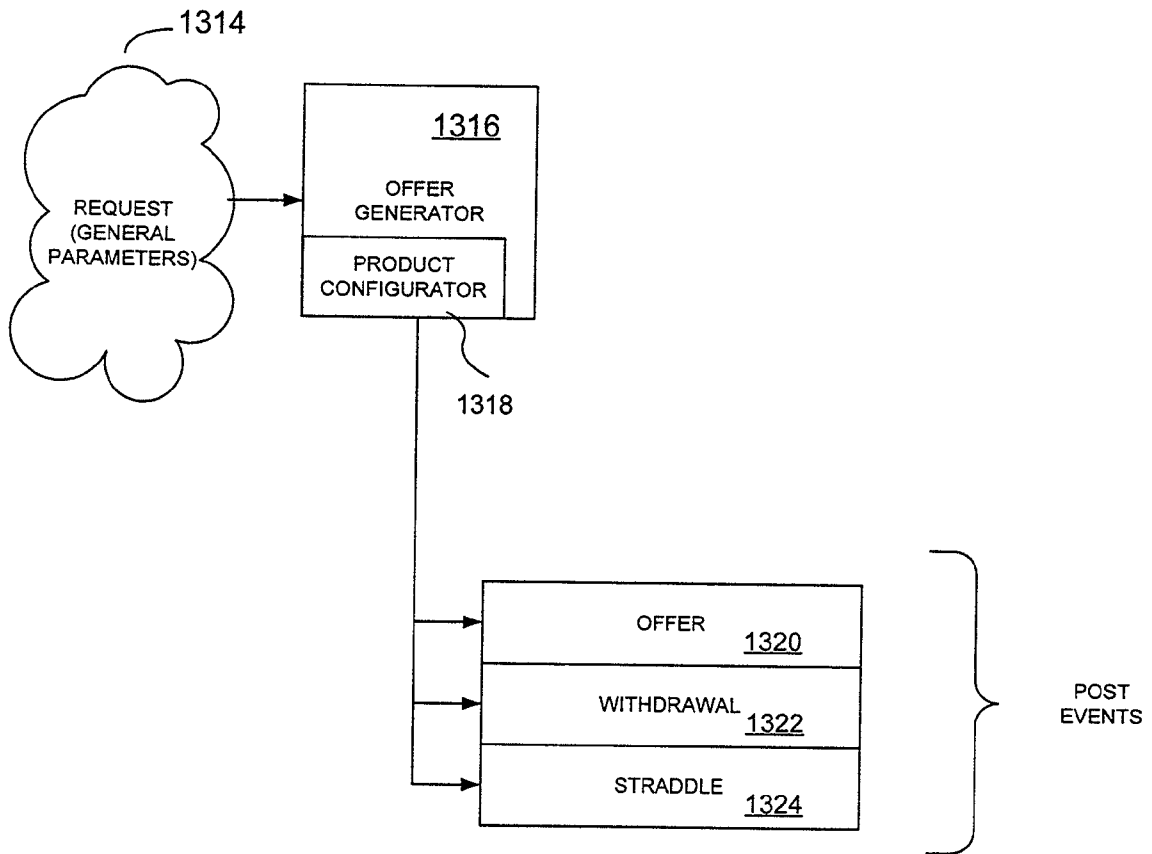 1314
1316
OFFER
GENERATOR
REQUEST
(GENERAL
PARAMETERS)
PRODUCT
CONFIGURATOR
1318
OFFER
1320
WITHDRAWAL
1322
STRADDLE
1324
POST
EVENTS